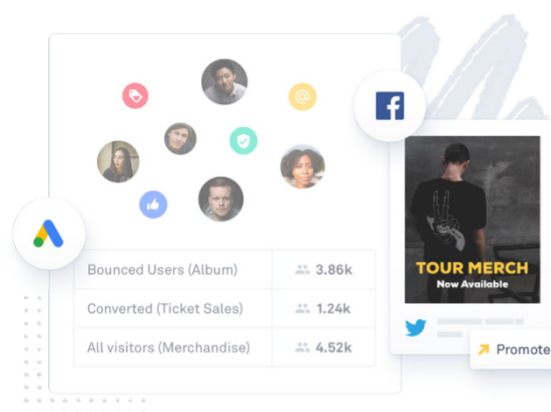 Bounced Users (Album) 3.86k
Converted (Ticket Sales) 1.24k
All visitors (Merchandise) 4.52k
TOUR MERCH
Now Available
Promote